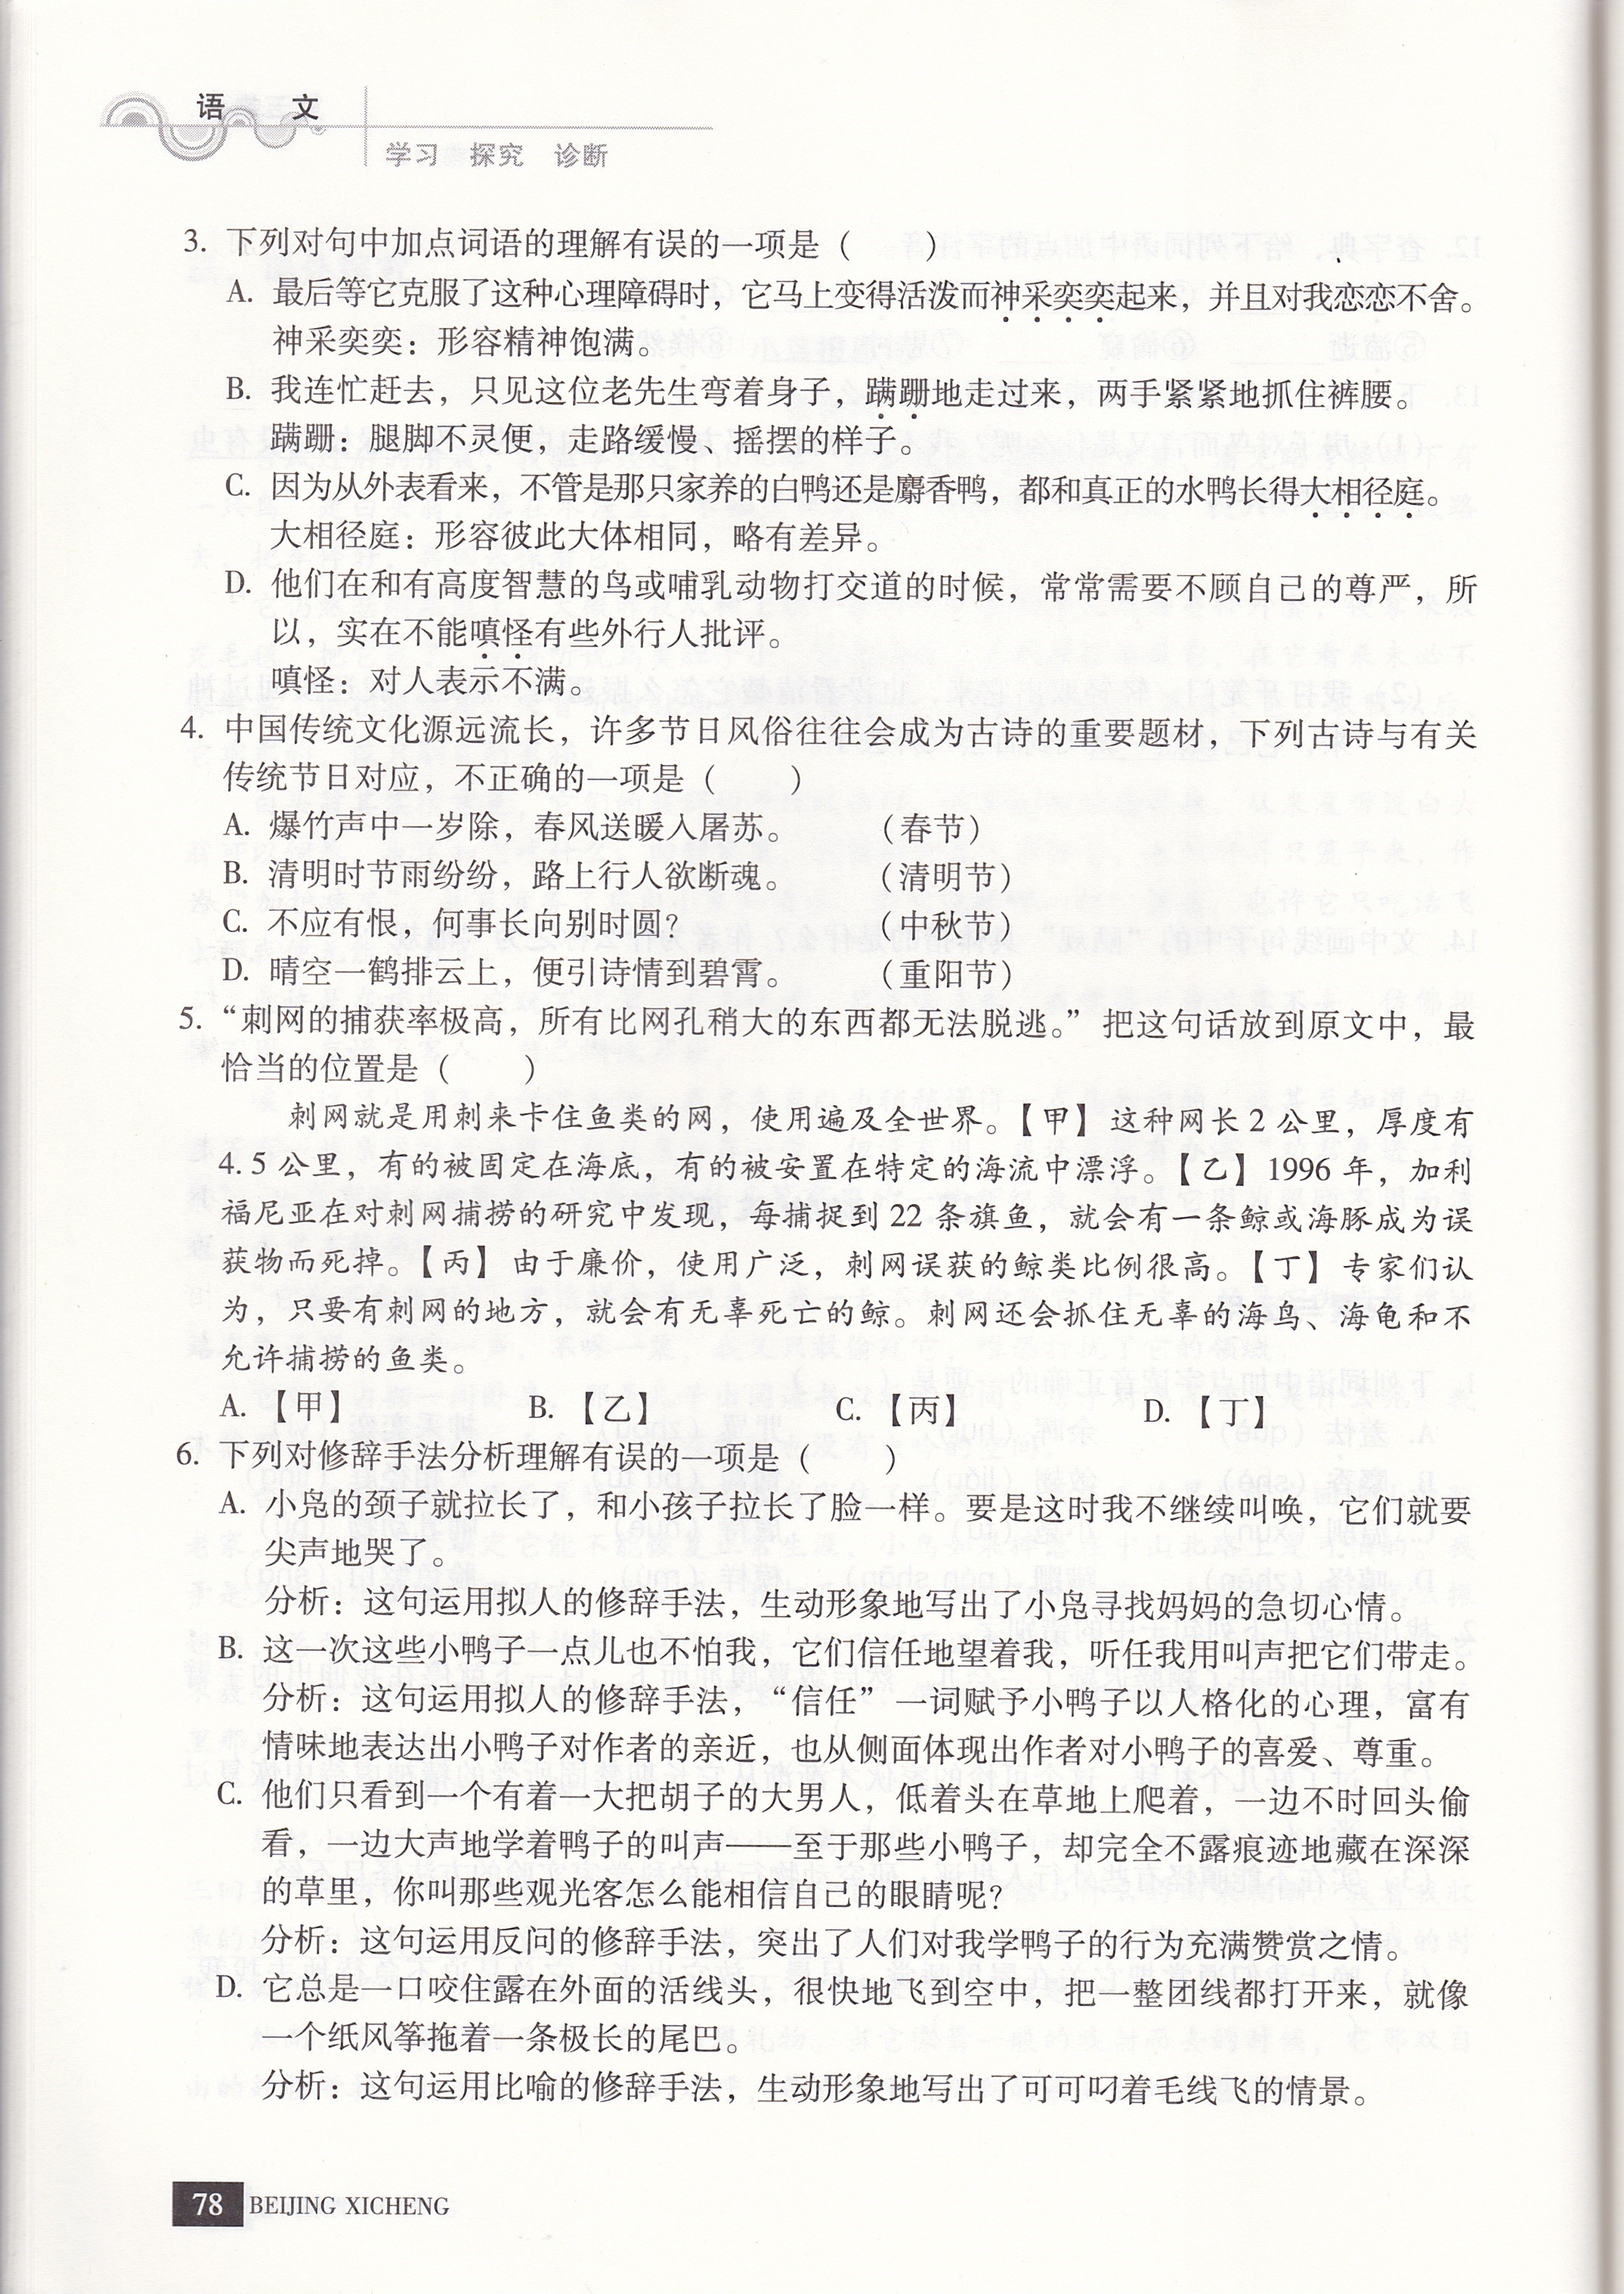 语 文
学习 探究 诊断
3. 下列对句中加点词语的理解有误的一项是（ ）
A. 最后等它克服了这种心理障碍时，它马上变得活泼而神采奕奕起来，并且对我恋恋不舍。
神采奕奕：形容精神饱满。
B. 我连忙赶去，只见这位老先生弯着身子，蹒跚地走过来，两手紧紧地抓住裤腰。
蹒跚：腿脚不灵便，走路缓慢、摇摆的样子。
C. 因为从外表看来，不管是那只家养的白鸭还是麝香鸭，都和真正的水鸭长得大相径庭。
大相径庭：形容彼此大体相同，略有差异。
D. 他们在和有高度智慧的鸟或哺乳动物打交道的时候，常常需要不顾自己的尊严，所
以，实在不能嗔怪有些外行人批评。
嗔怪：对人表示不满。
4. 中国传统文化源远流长，许多节日风俗往往会成为古诗的重要题材，下列古诗与有关
传统节日对应，不正确的一项是（ ）
A. 爆竹声中一岁除，春风送暖入屠苏。 （春节）
B. 清明时节雨纷纷，路上行人欲断魂。 （清明节）
C. 不应有恨，何事长向别时圆？ （中秋节）
D. 晴空一鹤排云上，便引诗情到碧霄。 （重阳节）
5. “刺网的捕获率极高，所有比网孔稍大的东西都无法脱逃。”把这句话放到原文中，最
恰当的位置是（ ）
刺网就是用刺来卡住鱼类的网，使用遍及全世界。【甲】这种网长 2 公里，厚度有
4.5 公里，有的被固定在海底，有的被安置在特定的海流中漂浮。【乙】1996 年，加利
福尼亚在对刺网捕捞的研究中发现，每捕捉到 22 条旗鱼，就会有一条鲸或海豚成为误
获物而死掉。【丙】由于廉价，使用广泛，刺网误获的鲸类比例很高。【丁】专家们认
为，只要有刺网的地方，就会有无辜死亡的鲸。刺网还会抓住无辜的海鸟、海龟和不
允许捕捞的鱼类。
A.【甲】 B.【乙】 C.【丙】 D.【丁】
6. 下列对修辞手法分析理解有误的一项是（ ）
A. 小凫的颈子就拉长了，和小孩子拉长了脸一样。要是这时我不继续叫唤，它们就要
尖声地哭了。
分析：这句运用拟人的修辞手法，生动形象地写出了小凫寻找妈妈的急切心情。
B. 这一次这些小鸭子一点儿也不怕我，它们信任地望着我，听任我用叫声把它们带走。
分析：这句运用拟人的修辞手法，“信任”一词赋予小鸭子以人格化的心理，富有
情味地表达出小鸭子对作者的亲近，也从侧面体现出作者对小鸭子的喜爱、尊重。
C. 他们只看到一个有着一大把胡子的大男人，低着头在草地上爬着，一边不时回头偷
看，一边大声地学着鸭子的叫声——至于那些小鸭子，却完全不露痕迹地藏在深深
的草里，你叫那些观光客怎么能相信自己的眼睛呢？
分析：这句运用反问的修辞手法，突出了人们对我学鸭子的行为充满赞赏之情。
D. 它总是一口咬住露在外面的活线头，很快地飞到空中，把一整团线都打开来，就像
一个纸风筝拖着一条极长的尾巴。
分析：这句运用比喻的修辞手法，生动形象地写出了可可叼着毛线飞的情景。
78 BEIJING XICHENG